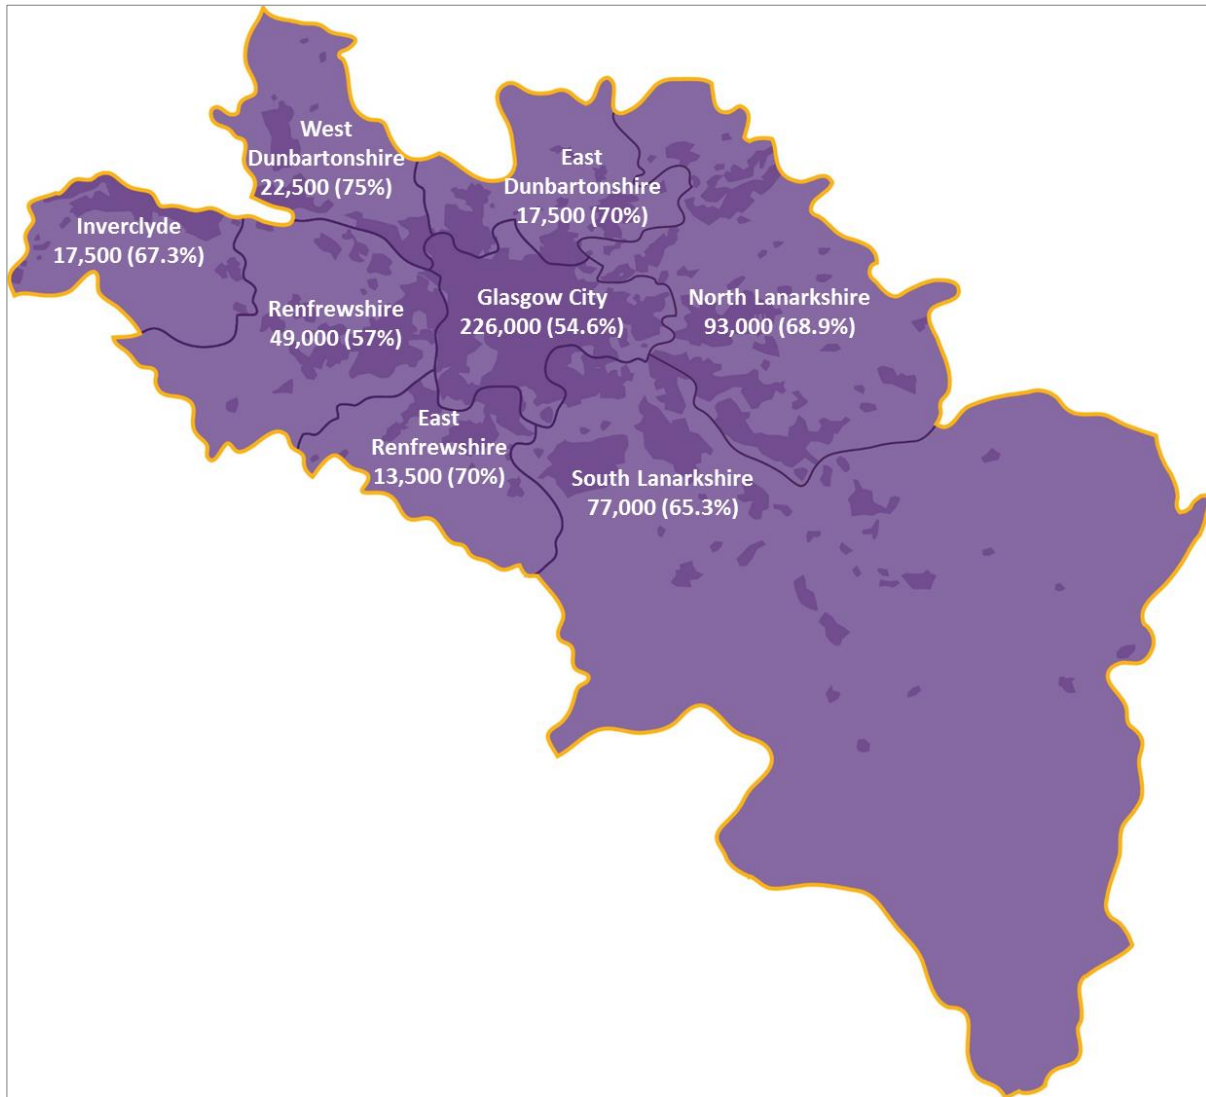 West
Dunbartonshire
22,500 (75%)
East
Dunbartonshire
17,500 (70%)
Inverclyde
17,500 (67.3%)
Renfrewshire
49,000 (57%)
Glasgow City
226,000 (54.6%)
North Lanarkshire
93,000 (68.9%)
East
Renfrewshire
13,500 (70%)
South Lanarkshire
77,000 (65.3%)